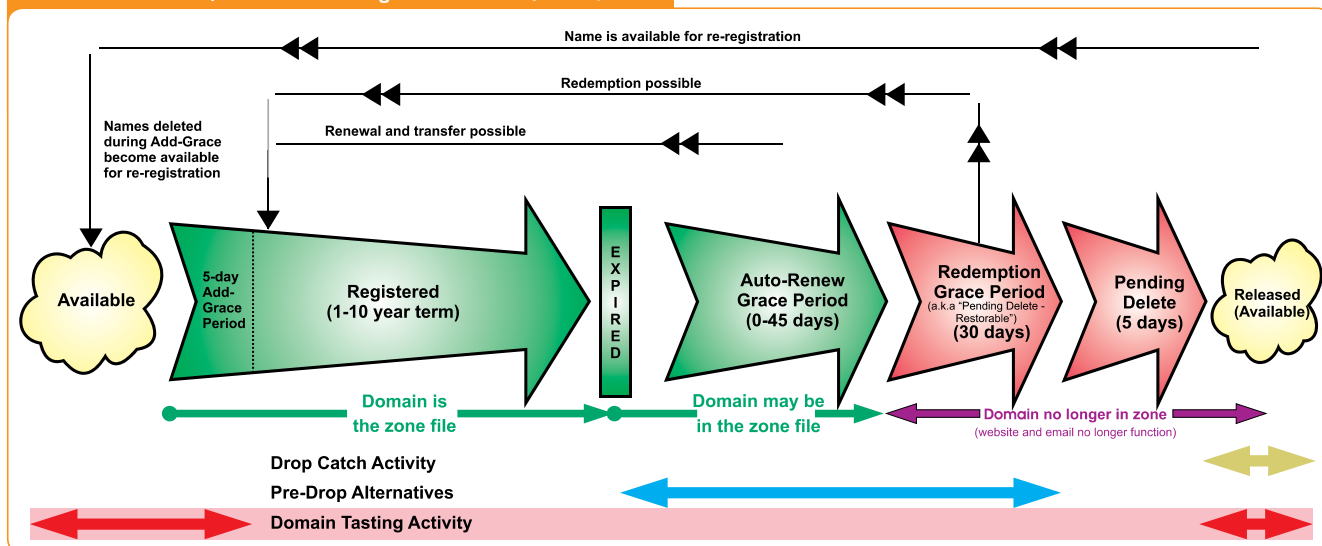 Name is available for re-registration
Redemption possible
Renewal and transfer possible
Names deleted
during Add-Grace
become available
for re-registration
Available
5-day
Add-
Grace
Period
Registered
(1-10 year term)
E
X
P
I
R
E
D
Auto-Renew
Grace Period
(0-45 days)
Redemption
Grace Period
(a.k.a "Pending Delete -
Restorable")
(30 days)
Pending
Delete
(5 days)
Released
(Available)
Domain is
the zone file
Domain may be
in the zone file
Domain no longer in zone
(website and email no longer function)
Drop Catch Activity
Pre-Drop Alternatives
Domain Tasting Activity